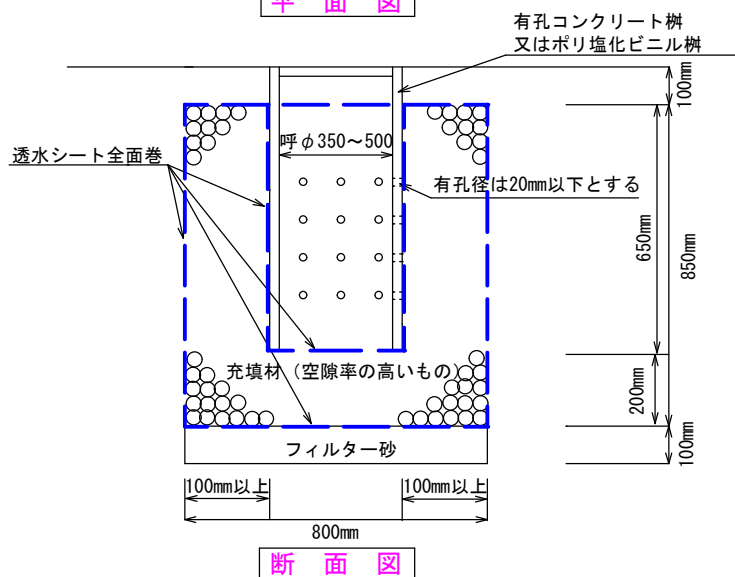 平面図
有孔コンクリート桝
又はポリ塩化ビニル桝
100mm
呼φ350～500
透水シート全面巻
有孔径は20mm以下とする
650mm
850mm
充填材（空隙率の高いもの）
200mm
フィルター砂
100mm
100mm以上
100mm以上
800mm
断面図